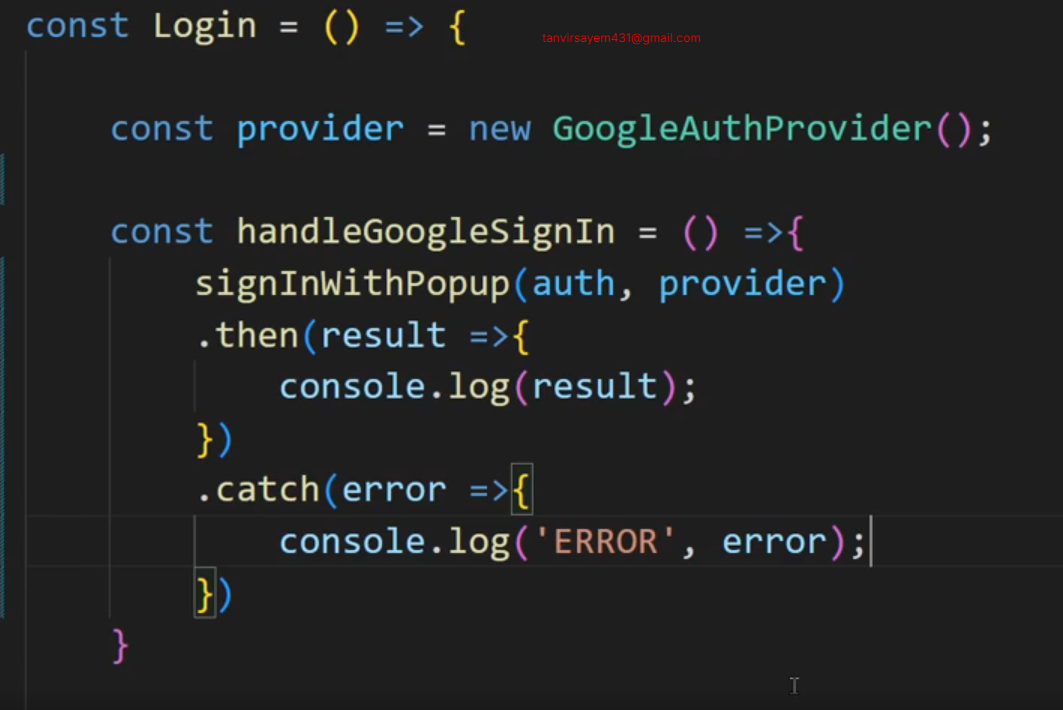 const Login = () => {
tanvirsayem431@gmail.com
const provider = new GoogleAuthProvider();
const handleGoogleSignIn = () =>{
signInWithPopup(auth, provider)
.then(result =>{
console.log(result);
})
.catch(error =>{
console.log('ERROR', error);
})
}